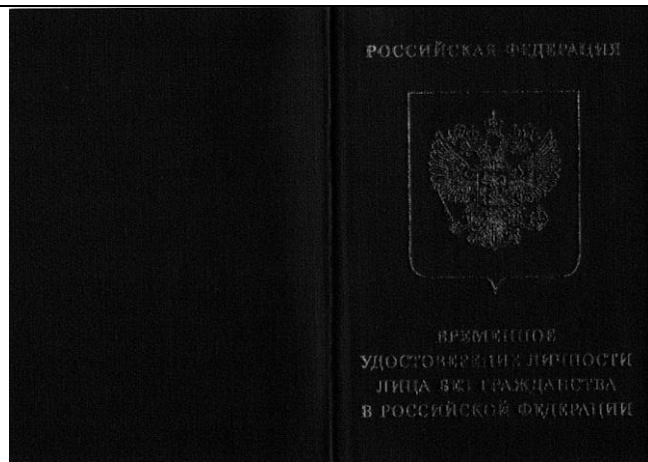 РОССИЙСКАЯ ФЕДЕРАЦИЯ
ВРЕМЕННОЕ
УДОСТОВЕРЕНИЕ ЛИЧНОСТИ
ЛИЦА БЕЗ ГРАЖДАНСТВА
В РОССИЙСКОЙ ФЕДЕРАЦИИ